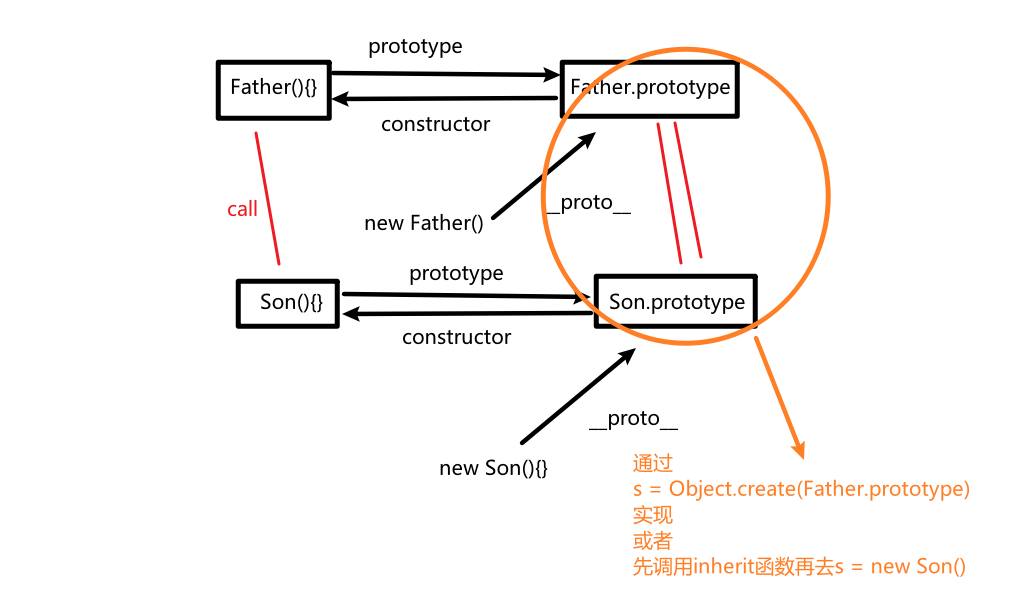 prototype
Father(){}
Father.prototype
constructor
call
new Father()
__proto__
prototype
Son(){}
Son.prototype
constructor
__proto__
new Son(){}
通过
s = Object.create(Father.prototype)
实现
或者
先调用inherit函数再去s = new Son()